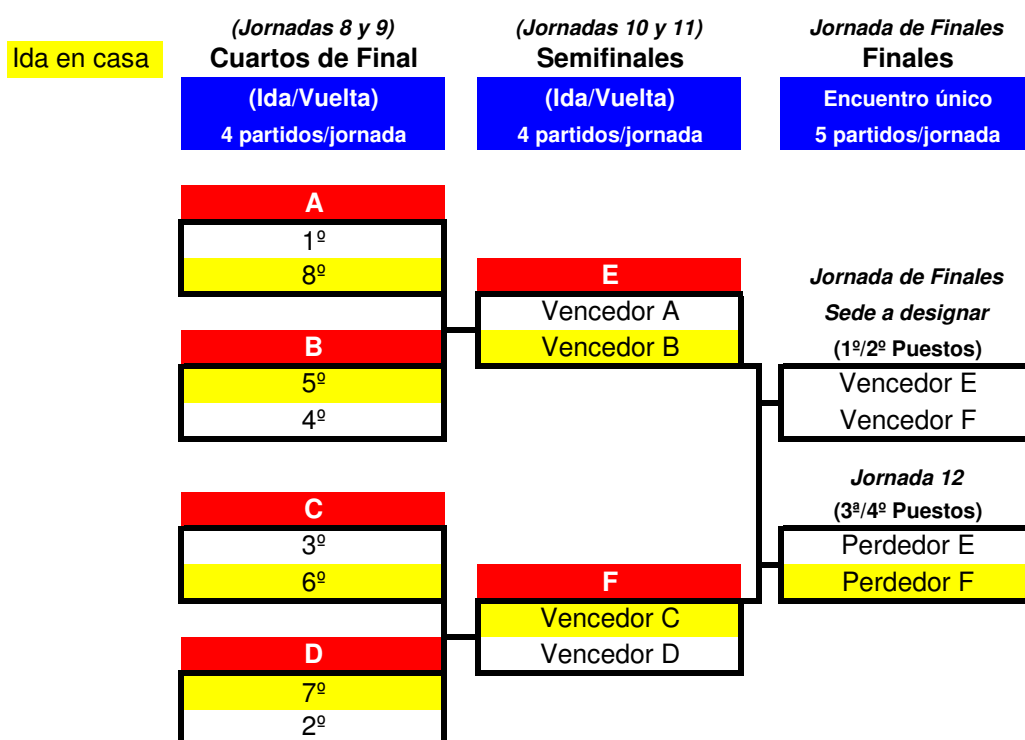 Ida en casa
(Jornadas 8 y 9)
Cuartos de Final
(Ida/Vuelta)
4 partidos/jornada
A
1º
8º
B
5º
4º
C
3º
6º
D
7º
2º
(Jornadas 10 y 11)
Semifinales
(Ida/Vuelta)
4 partidos/jornada
E
Vencedor A
Vencedor B
F
Vencedor C
Vencedor D
Jornada de Finales
Finales
Encuentro único
5 partidos/jornada
Jornada de Finales
Sede a designar
(1º/2º Puestos)
Vencedor E
Vencedor F
Jornada 12
(3ª/4º Puestos)
Perdedor E
Perdedor F